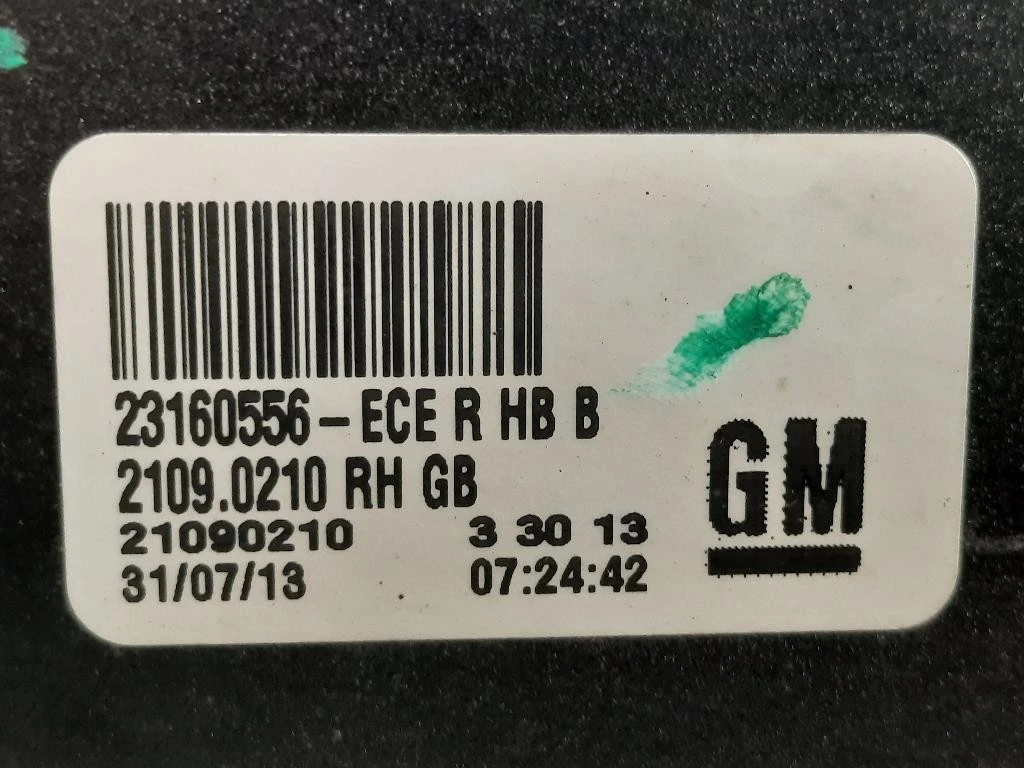 23160556-ECE R HB B
2109.0210 RH GB
21090210 3 30 13
31/07/13 07:24:42
GM